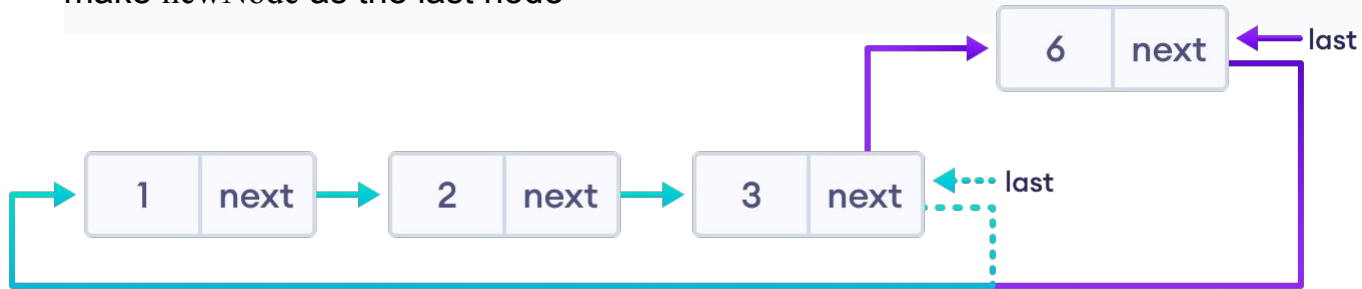 make newNode as the last node
6 next last
1 next 2 next 3 next last